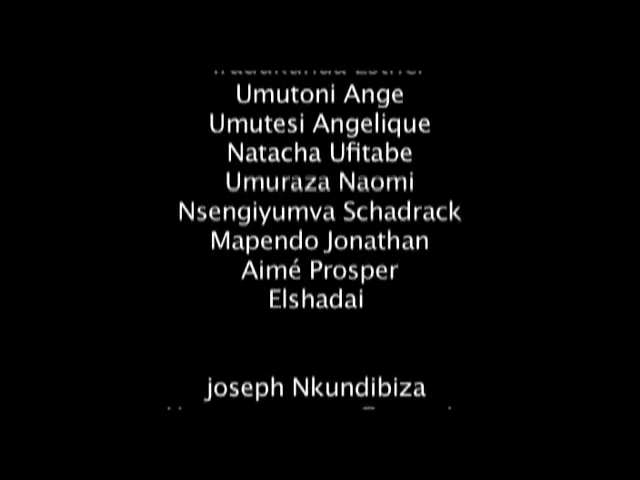 Umutoni Ange
Umutesi Angelique
Natacha Ufitabe
Umuraza Naomi
Nsengiyumva Schadrack
Mapendo Jonathan
Aimé Prosper
Elshadai
joseph Nkundibiza